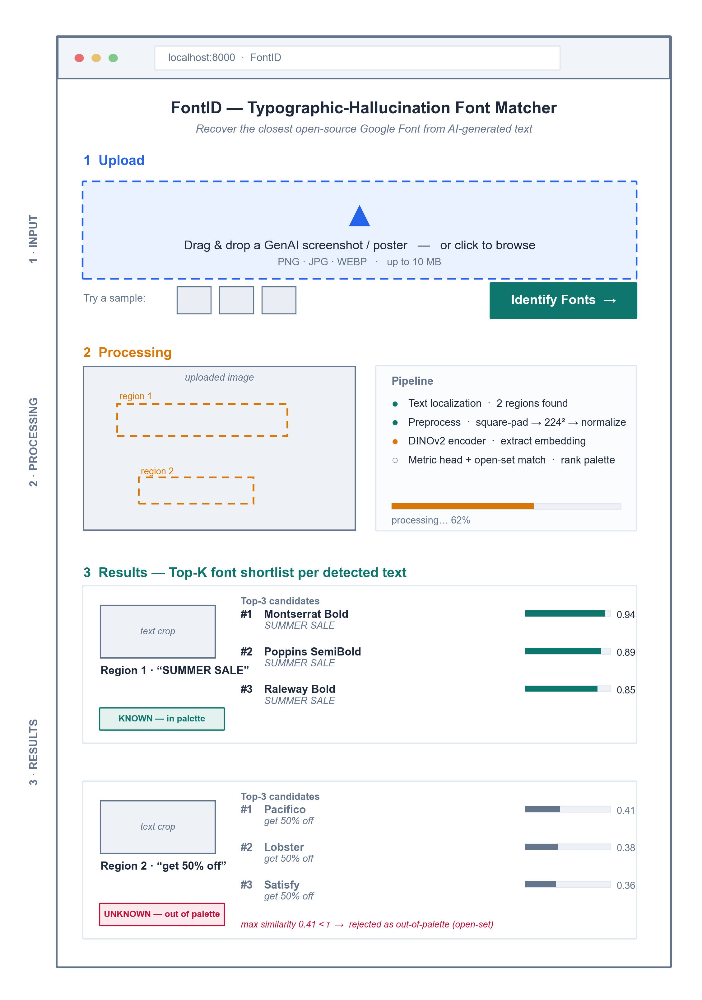 localhost:8000 · FontID
FontID — Typographic-Hallucination Font Matcher
Recover the closest open-source Google Font from AI-generated text
1 · INPUT
1 Upload
Drag & drop a GenAI screenshot / poster — or click to browse
PNG · JPG · WEBP · up to 10 MB
Try a sample:
Identify Fonts →
2 · PROCESSING
2 Processing
uploaded image
region 1
region 2
Pipeline
● Text localization · 2 regions found
● Preprocess · square-pad → 224² → normalize
● DINOv2 encoder · extract embedding
○ Metric head + open-set match · rank palette
processing… 62%
3 · RESULTS
3 Results — Top-K font shortlist per detected text
text crop
Region 1 · “SUMMER SALE”
KNOWN — in palette
Top-3 candidates
#1 Montserrat Bold 0.94
SUMMER SALE
#2 Poppins SemiBold 0.89
SUMMER SALE
#3 Raleway Bold 0.85
SUMMER SALE
text crop
Region 2 · “get 50% off”
UNKNOWN — out of palette
Top-3 candidates
#1 Pacifico 0.41
get 50% off
#2 Lobster 0.38
get 50% off
#3 Satisfy 0.36
get 50% off
max similarity 0.41 < τ → rejected as out-of-palette (open-set)